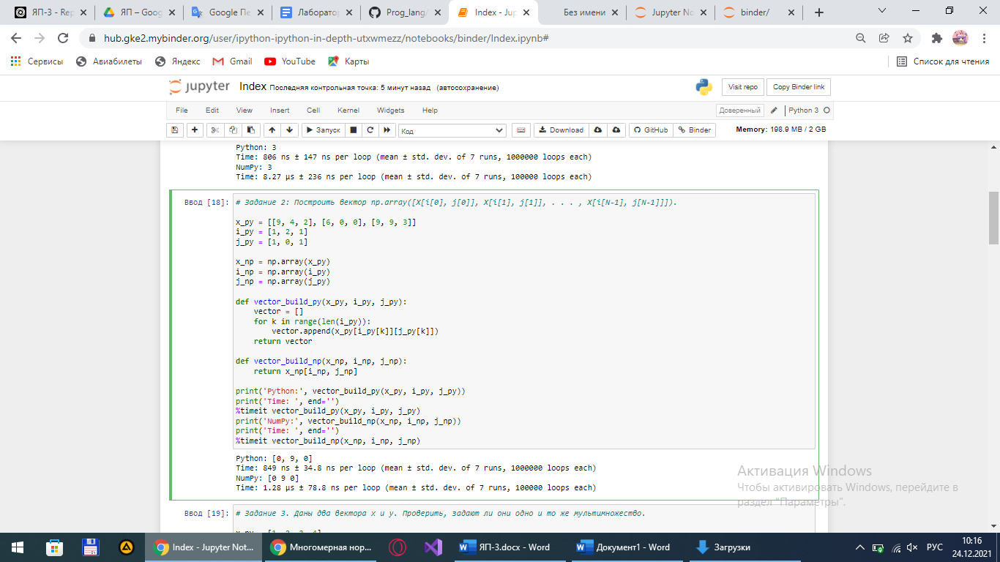 ЯП-3 - Rep
ЯП – Goog
Google Пе
Лаборатор
Prog_lang/
Index - Jup
Без имени
Jupyter No
binder/
hub.gke2.mybinder.org/user/ipython-ipython-in-depth-utxwmezz/notebooks/binder/Index.ipynb#
Сервисы
Авиабилеты
Яндекс
Gmail
YouTube
Карты
Список для чтения
jupyter Index Последняя контрольная точка: 5 минут назад (автосохранение)
Visit repo
Copy Binder link
File Edit View Insert Cell Kernel Widgets Help
Доверенный
Python 3
Запуск
Код
Download
GitHub
Binder
Memory: 198.9 MB / 2 GB
Python: 3
Time: 806 ns ± 147 ns per loop (mean ± std. dev. of 7 runs, 1000000 loops each)
NumPy: 3
Time: 8.27 µs ± 236 ns per loop (mean ± std. dev. of 7 runs, 100000 loops each)
Ввод [18]:
# Задание 2: Построить вектор np.array([X[i[0], j[0]], X[i[1], j[1]], . . . , X[i[N-1], j[N-1]]]).
x_py = [[9, 4, 2], [6, 0, 0], [9, 9, 3]]
i_py = [1, 2, 1]
j_py = [1, 0, 1]
x_np = np.array(x_py)
i_np = np.array(i_py)
j_np = np.array(j_py)
def vector_build_py(x_py, i_py, j_py):
vector = []
for k in range(len(i_py)):
vector.append(x_py[i_py[k]][j_py[k]])
return vector
def vector_build_np(x_np, i_np, j_np):
return x_np[i_np, j_np]
print('Python:', vector_build_py(x_py, i_py, j_py))
print('Time: ', end='')
%timeit vector_build_py(x_py, i_py, j_py)
print('NumPy:', vector_build_np(x_np, i_np, j_np))
print('Time: ', end='')
%timeit vector_build_np(x_np, i_np, j_np)
Python: [0, 9, 0]
Time: 849 ns ± 34.8 ns per loop (mean ± std. dev. of 7 runs, 1000000 loops each)
NumPy: [0 9 0]
Time: 1.28 µs ± 78.8 ns per loop (mean ± std. dev. of 7 runs, 100000 loops each)
Активация Windows
Чтобы активировать Windows, перейдите в
раздел "Параметры".
Ввод [19]:
# Задание 3. Даны два вектора x и y. Проверить, задают ли они одно и то же мультимножество.
Index - Jupyter Not...
Многомерная нор...
ЯП-3.docx - Word
Документ1 - Word
Загрузки
РУС
10:16
24.12.2021